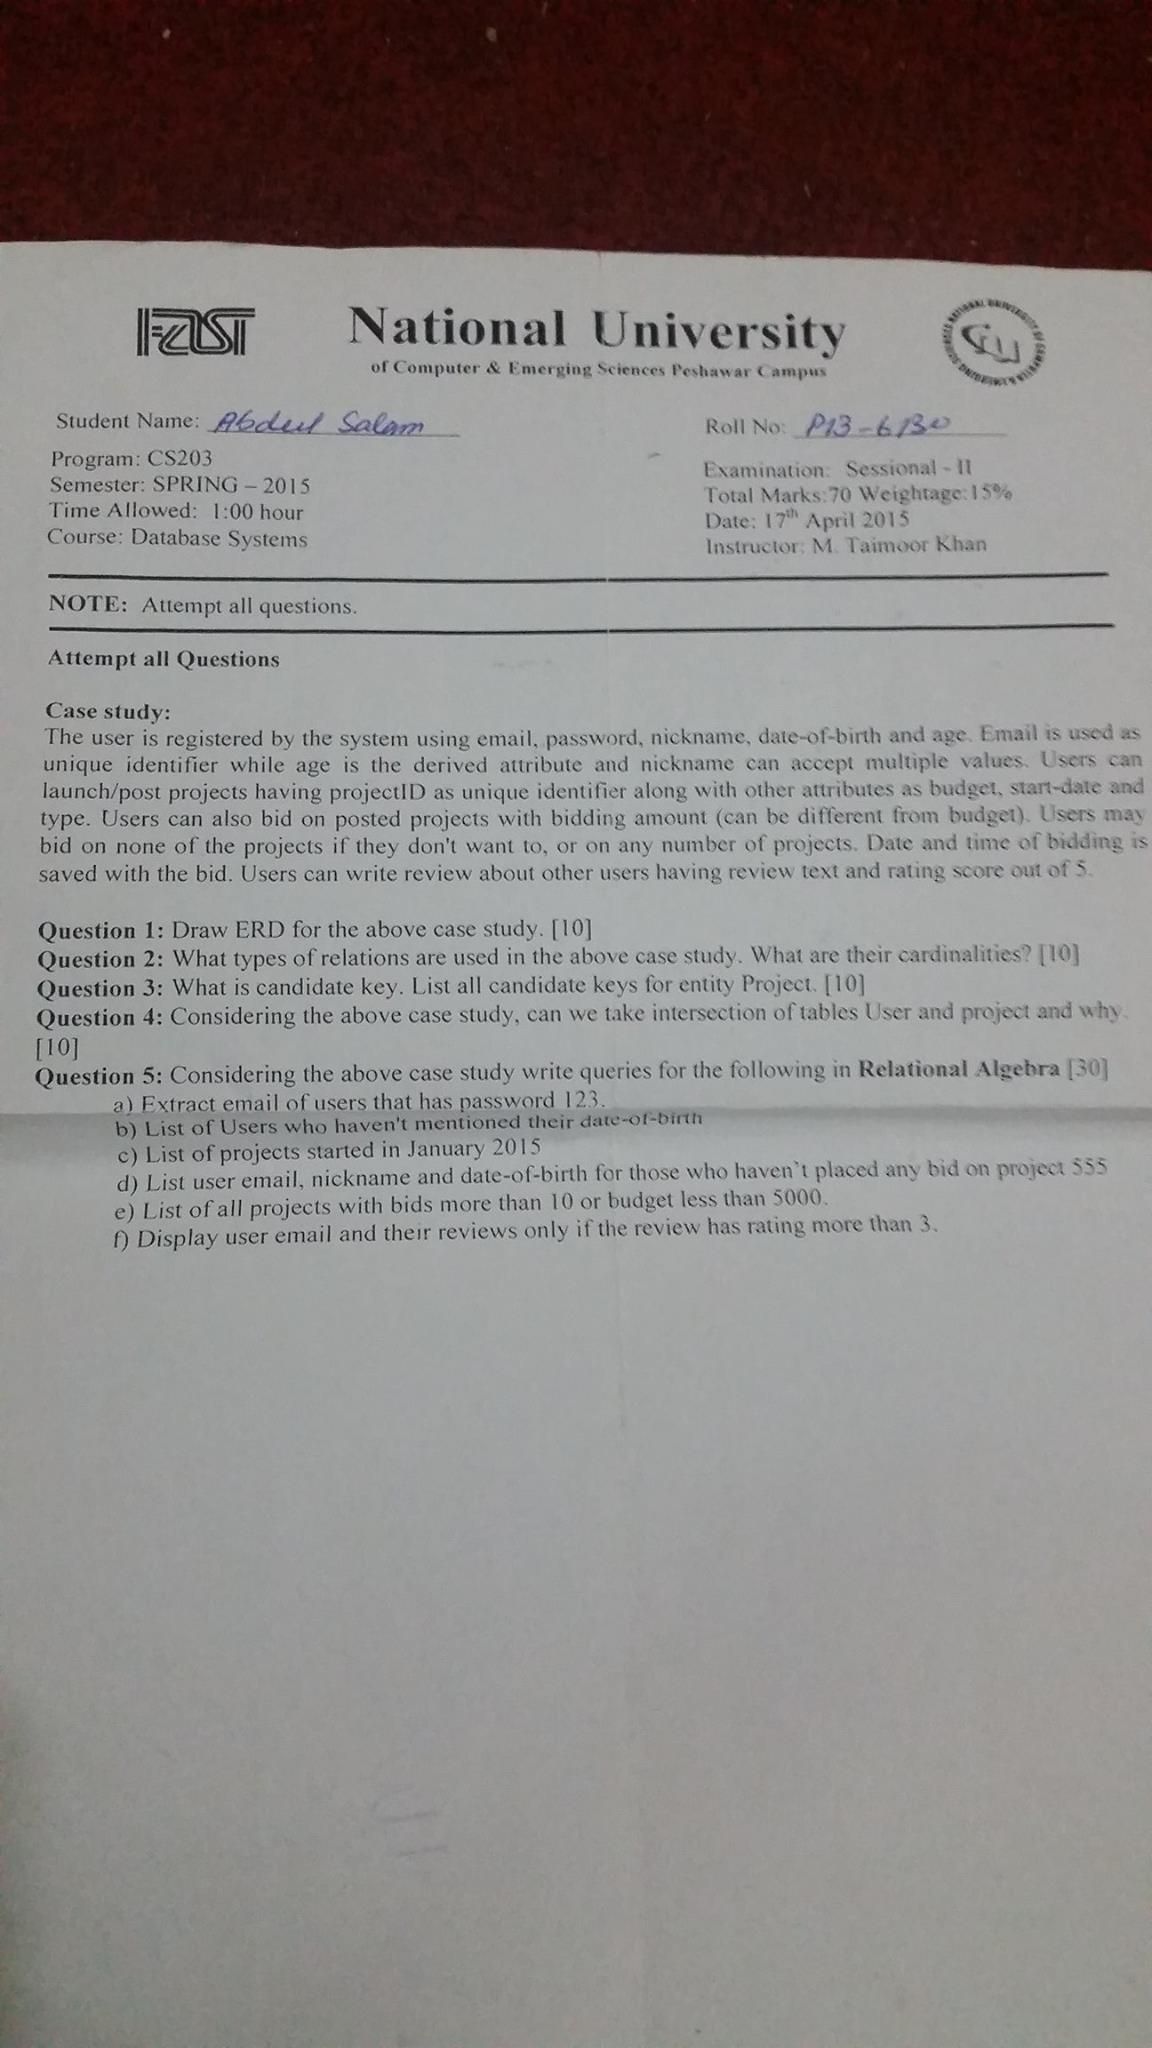 FAST
National University
of Computer & Emerging Sciences Peshawar Campus
Student Name: Abdul Salam
Roll No: P13-6130
Program: CS203
Semester: SPRING – 2015
Time Allowed: 1:00 hour
Course: Database Systems
Examination: Sessional - II
Total Marks:70 Weightage:15%
Date: 17th April 2015
Instructor: M. Taimoor Khan
NOTE: Attempt all questions.
Attempt all Questions
Case study:
The user is registered by the system using email, password, nickname, date-of-birth and age. Email is used as
unique identifier while age is the derived attribute and nickname can accept multiple values. Users can
launch/post projects having projectID as unique identifier along with other attributes as budget, start-date and
type. Users can also bid on posted projects with bidding amount (can be different from budget). Users may
bid on none of the projects if they don't want to, or on any number of projects. Date and time of bidding is
saved with the bid. Users can write review about other users having review text and rating score out of 5.
Question 1: Draw ERD for the above case study. [10]
Question 2: What types of relations are used in the above case study. What are their cardinalities? [10]
Question 3: What is candidate key. List all candidate keys for entity Project. [10]
Question 4: Considering the above case study, can we take intersection of tables User and project and why.
[10]
Question 5: Considering the above case study write queries for the following in Relational Algebra [30]
a) Extract email of users that has password 123.
b) List of Users who haven't mentioned their date-of-birth
c) List of projects started in January 2015
d) List user email, nickname and date-of-birth for those who haven't placed any bid on project 555
e) List of all projects with bids more than 10 or budget less than 5000.
f) Display user email and their reviews only if the review has rating more than 3.